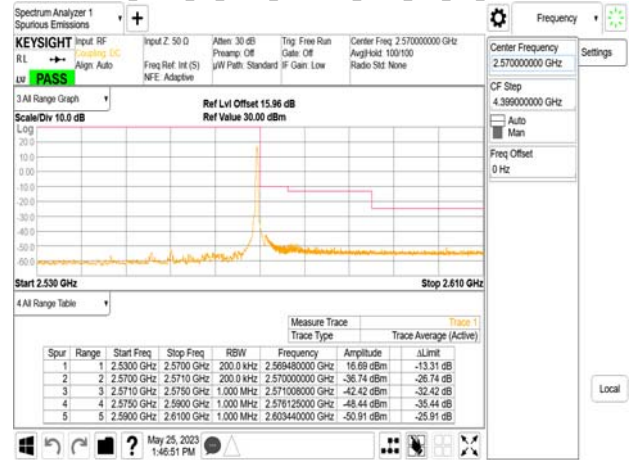 Spectrum Analyzer 1
Spurious Emissions
Frequency
KEYSIGHT
Input: RF
Coupling: DC
Align: Auto
Input Z: 50 Ω
Freq Ref: Int (S)
NFE: Adaptive
Atten: 30 dB
Preamp: Off
µW Path: Standard
Trig: Free Run
Gate: Off
IF Gain: Low
Center Freq: 2.570000000 GHz
Avg|Hold: 100/100
Radio Std: None
RL
PASS
Center Frequency
2.570000000 GHz
Settings
CF Step
4.399000000 GHz
Auto
Man
Freq Offset
0 Hz
Local
3 All Range Graph
Scale/Div 10.0 dB
Ref Lvl Offset 15.96 dB
Ref Value 30.00 dBm
Log
20.0
10.0
0.00
-10.0
-20.0
-30.0
-40.0
-50.0
-60.0
Start 2.530 GHz
Stop 2.610 GHz
4 All Range Table
Measure Trace Trace 1
Trace Type Trace Average (Active)
Spur Range Start Freq Stop Freq RBW Frequency Amplitude ΔLimit
1 1 2.5300 GHz 2.5700 GHz 200.0 kHz 2.569480000 GHz 16.69 dBm -13.31 dB
2 2 2.5700 GHz 2.5710 GHz 200.0 kHz 2.570000000 GHz -36.74 dBm -26.74 dB
3 3 2.5710 GHz 2.5750 GHz 1.000 MHz 2.571008000 GHz -42.42 dBm -32.42 dB
4 4 2.5750 GHz 2.5900 GHz 1.000 MHz 2.576125000 GHz -48.44 dBm -35.44 dB
5 5 2.5900 GHz 2.6100 GHz 1.000 MHz 2.603440000 GHz -50.91 dBm -25.91 dB
May 25, 2023
1:46:51 PM